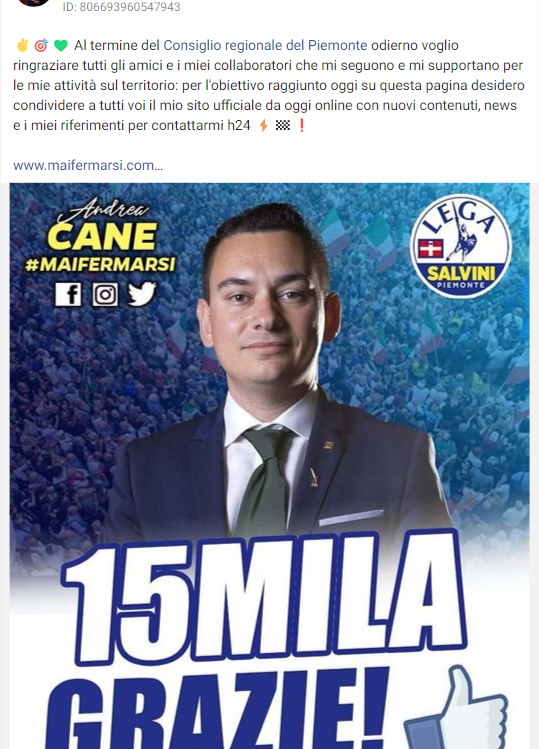 ID: 806693960547943
✌️ 🎯 💚 Al termine del Consiglio regionale del Piemonte odierno voglio
ringraziare tutti gli amici e i miei collaboratori che mi seguono e mi supportano per
le mie attività sul territorio: per l'obiettivo raggiunto oggi su questa pagina desidero
condividere a tutti voi il mio sito ufficiale da oggi online con nuovi contenuti, news
e i miei riferimenti per contattarmi h24 ⚡ 🏁 ❗
www.maifermarsi.com...
Andrea
CANE
#MAIFERMARSI
LEGA
SALVINI
PIEMONTE
15MILA
GRAZIE!